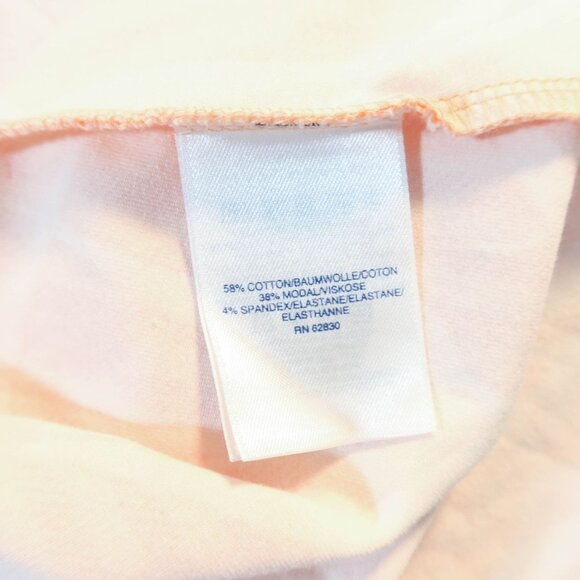 58% COTTON/BAUMWOLLE/COTON
38% MODAL/VISKOSE
4% SPANDEX/ELASTANE/ELASTANE/
ELASTHANNE
RN 62830